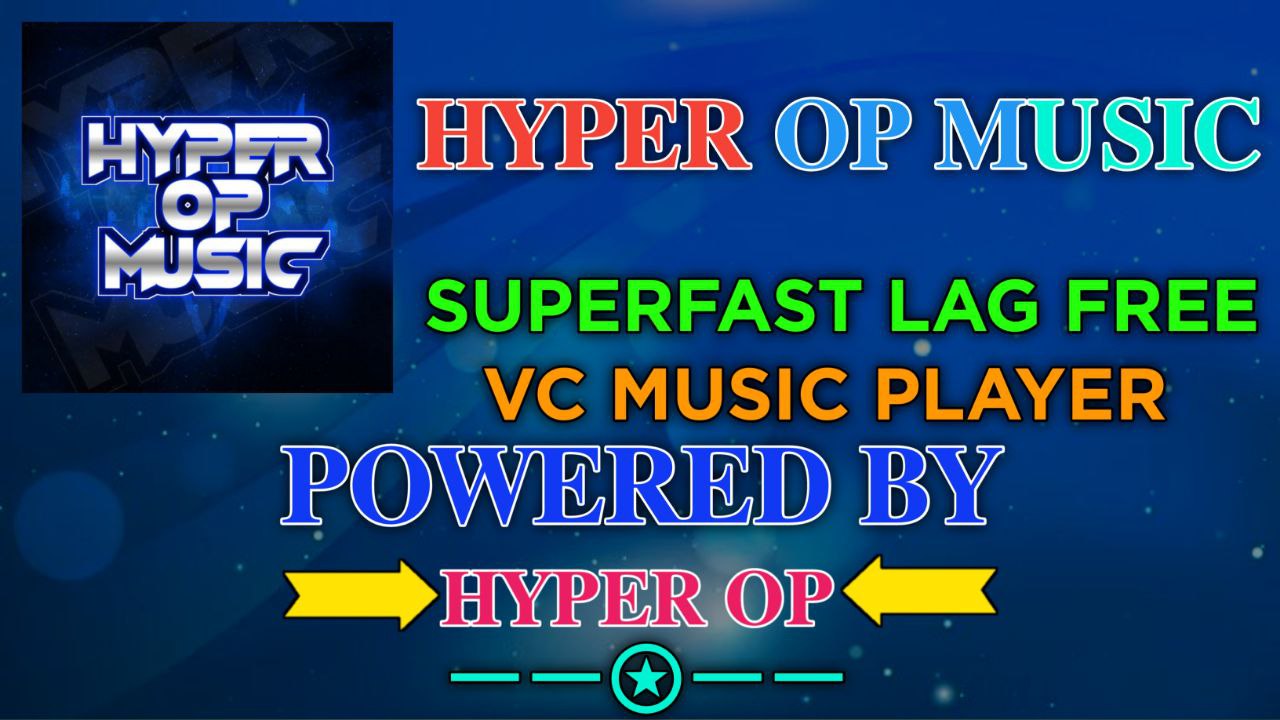 HYPER
OP
MUSIC
HYPER OP MUSIC
SUPERFAST LAG FREE
VC MUSIC PLAYER
POWERED BY
HYPER OP